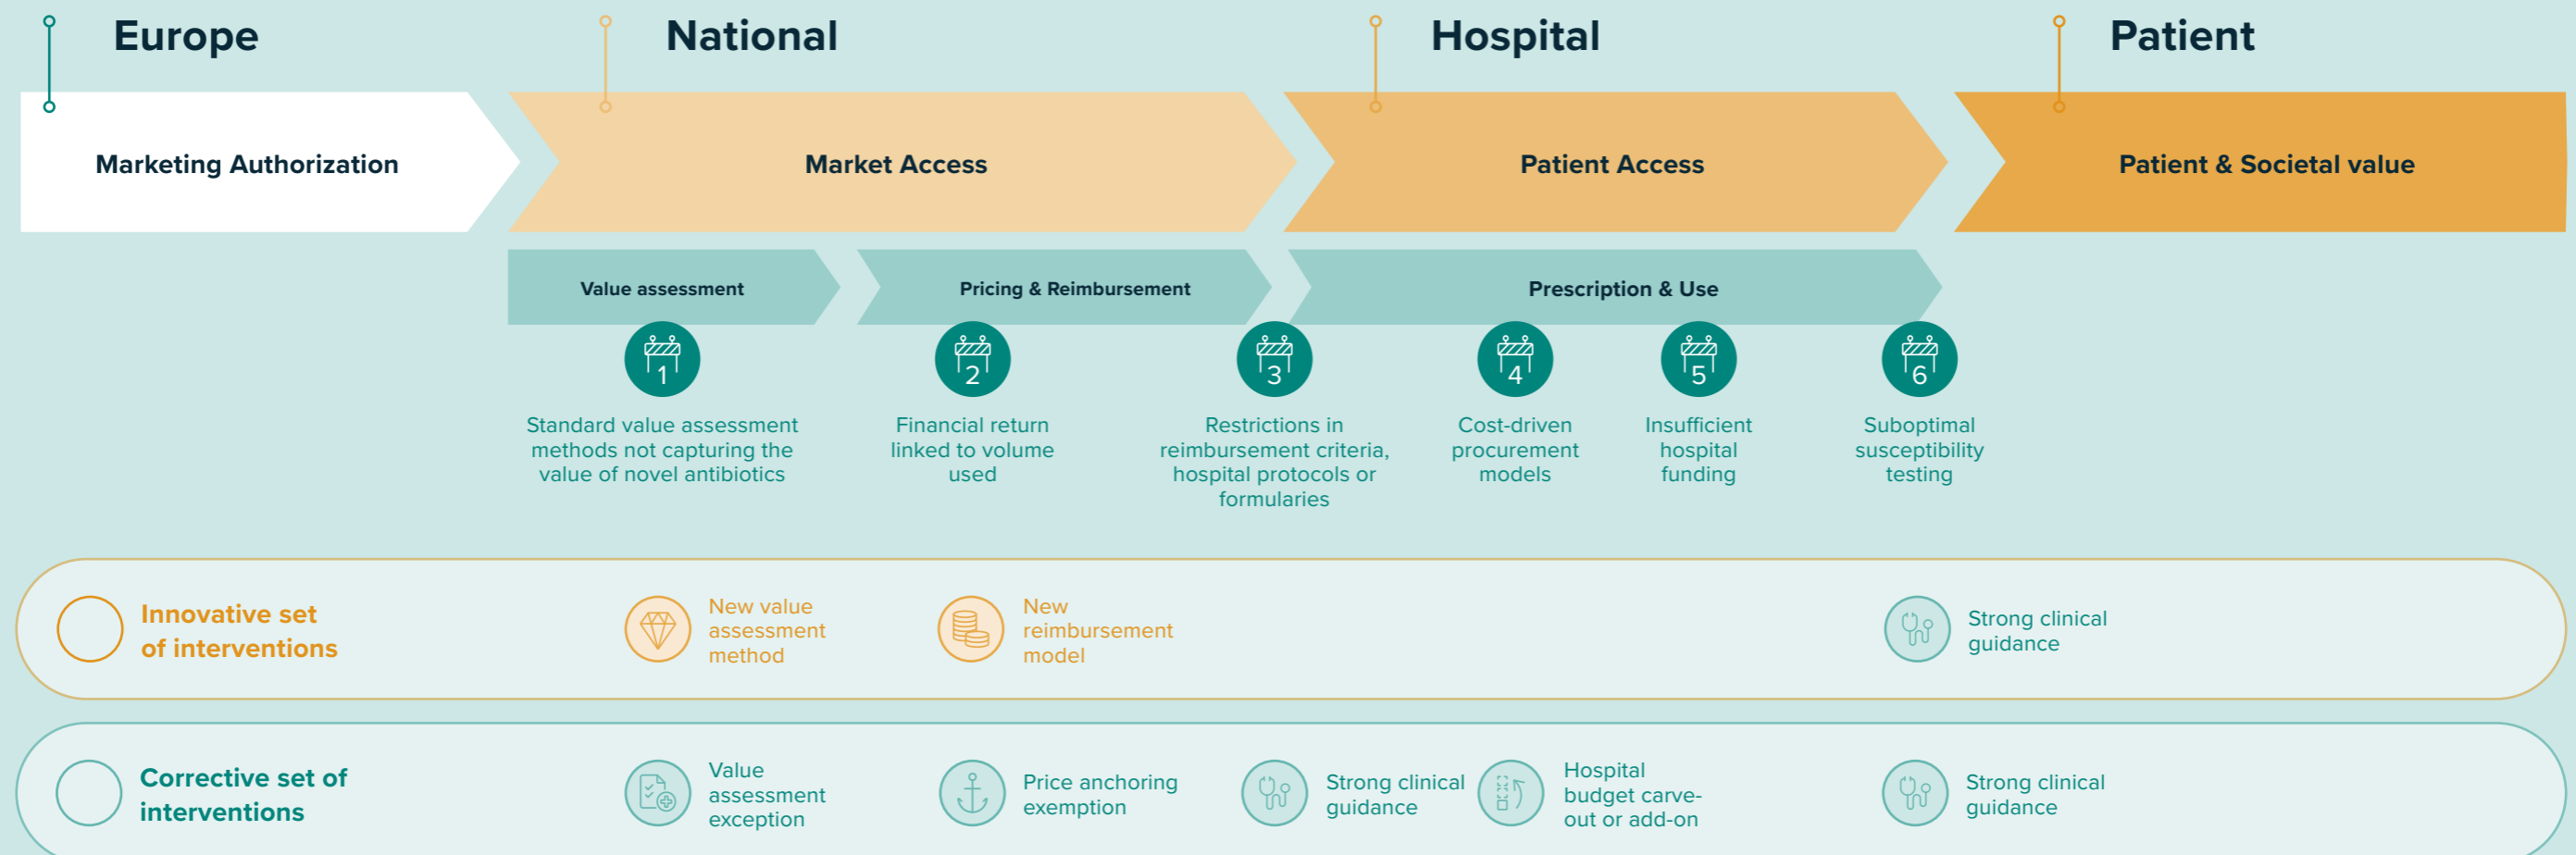 Europe
National
Hospital
Patient
Marketing Authorization
Market Access
Patient Access
Patient & Societal value
Value assessment
Pricing & Reimbursement
Prescription & Use
1
Standard value assessment
methods not capturing the
value of novel antibiotics
2
Financial return
linked to volume
used
3
Restrictions in
reimbursement criteria,
hospital protocols or
formularies
4
Cost-driven
procurement
models
5
Insufficient
hospital
funding
6
Suboptimal
susceptibility
testing
Innovative set
of interventions
New value
assessment
method
New
reimbursement
model
Strong clinical
guidance
Corrective set of
interventions
Value
assessment
exception
Price anchoring
exemption
Strong clinical
guidance
Hospital
budget carve-
out or add-on
Strong clinical
guidance